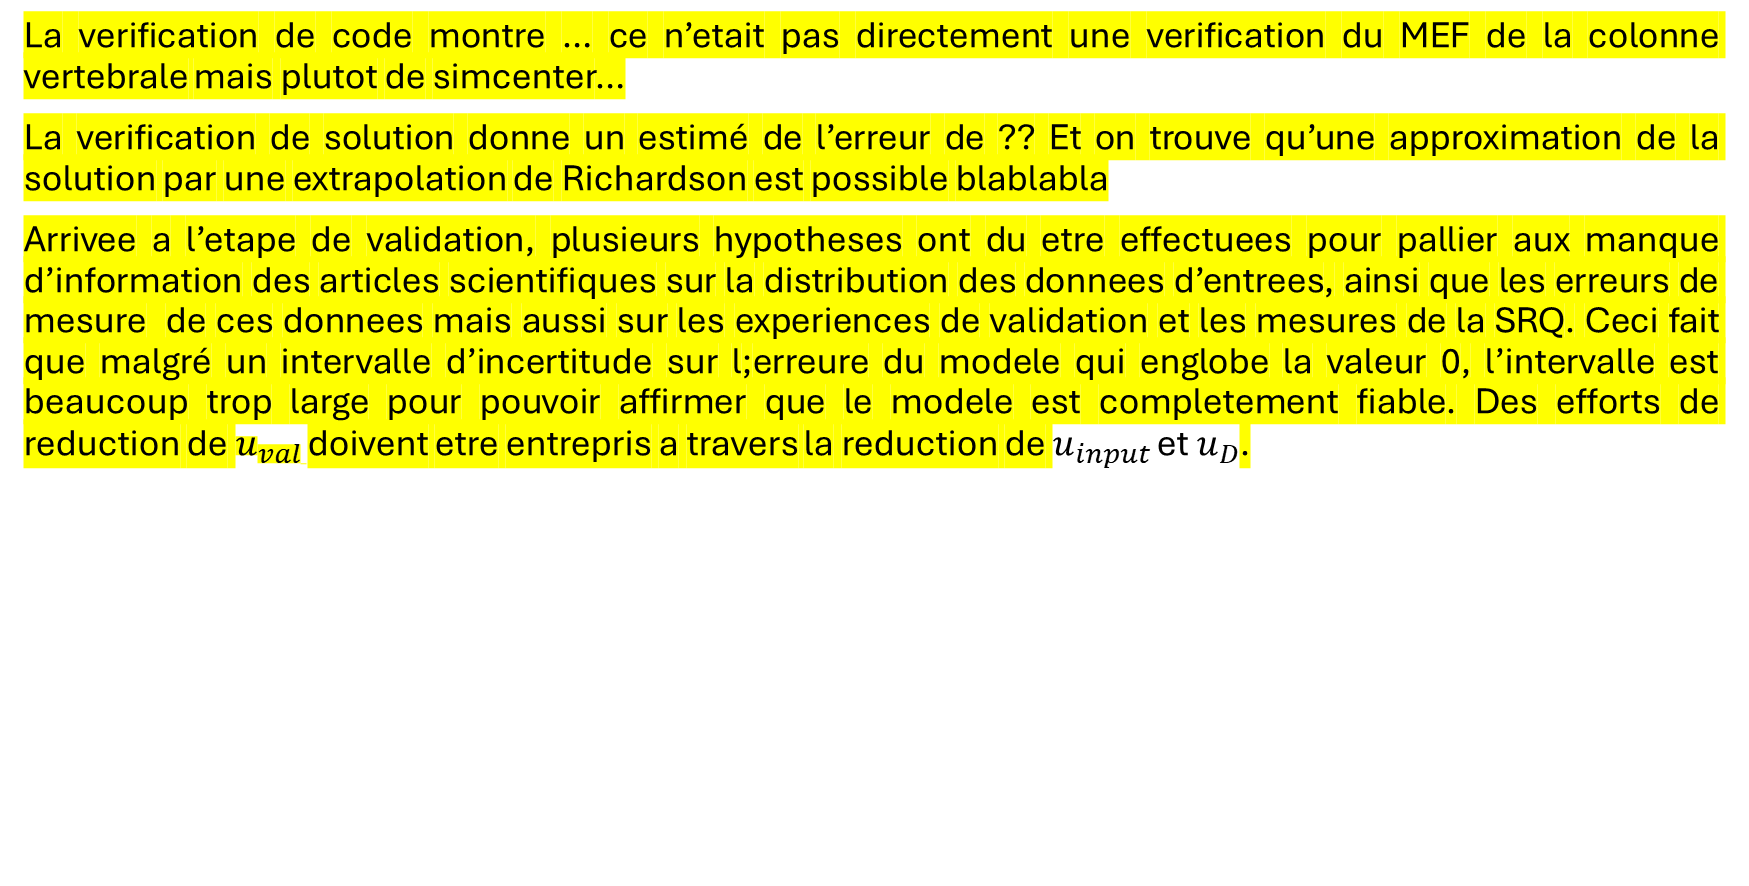 La verification de code montre ... ce n’etait pas directement une verification du MEF de la colonne
vertebrale mais plutot de simcenter...
La verification de solution donne un estimé de l’erreur de ?? Et on trouve qu’une approximation de la
solution par une extrapolation de Richardson est possible blablabla
Arrivee a l’etape de validation, plusieurs hypotheses ont du etre effectuees pour pallier aux manque
d’information des articles scientifiques sur la distribution des donnees d’entrees, ainsi que les erreurs de
mesure  de ces donnees mais aussi sur les experiences de validation et les mesures de la SRQ. Ceci fait
que malgré un intervalle d’incertitude sur l;erreure du modele qui englobe la valeur 0, l’intervalle est
beaucoup trop large pour pouvoir affirmer que le modele est completement fiable. Des efforts de
reduction de u_val doivent etre entrepris a travers la reduction de u_input et u_D.